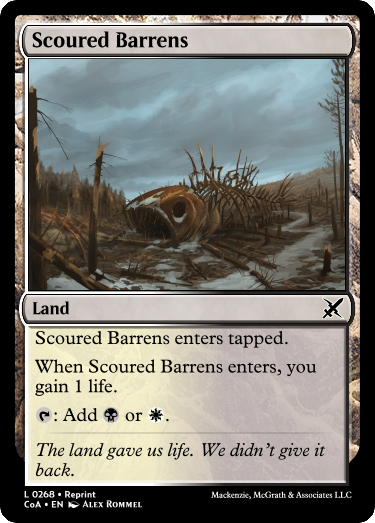 Scoured Barrens
Land
Scoured Barrens enters tapped.
When Scoured Barrens enters, you
gain 1 life.
: Add or .
The land gave us life. We didn't give it
back.
L 0268 • Reprint
CoA • EN Alex Rommel
Mackenzie, McGrath & Associates LLC